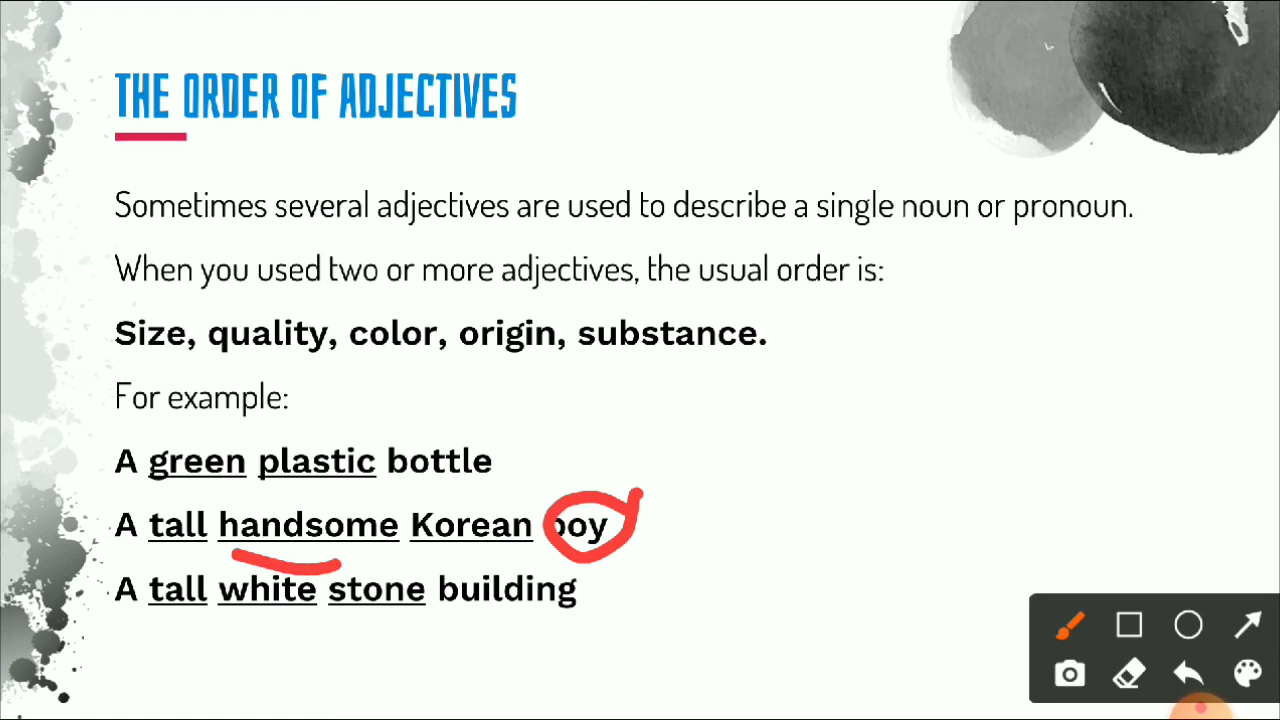 THE ORDER OF ADJECTIVES
Sometimes several adjectives are used to describe a single noun or pronoun.
When you used two or more adjectives, the usual order is:
Size, quality, color, origin, substance.
For example:
A green plastic bottle
A tall handsome Korean boy
A tall white stone building